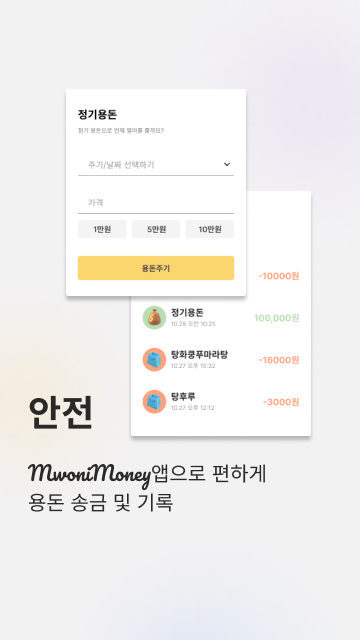 정기용돈
정기 용돈으로 언제 얼마를 줄까요?
주기/날짜 선택하기
가격
1만원 5만원 10만원
용돈주기
-10000원
정기용돈
10.28 오전 10:25
100,000원
탕화쿵푸마라탕
10.27 오후 15:32
-16000원
탕후루
10.27 오후 12:12
-3000원
안전
MwoniMoney앱으로 편하게
용돈 송금 및 기록